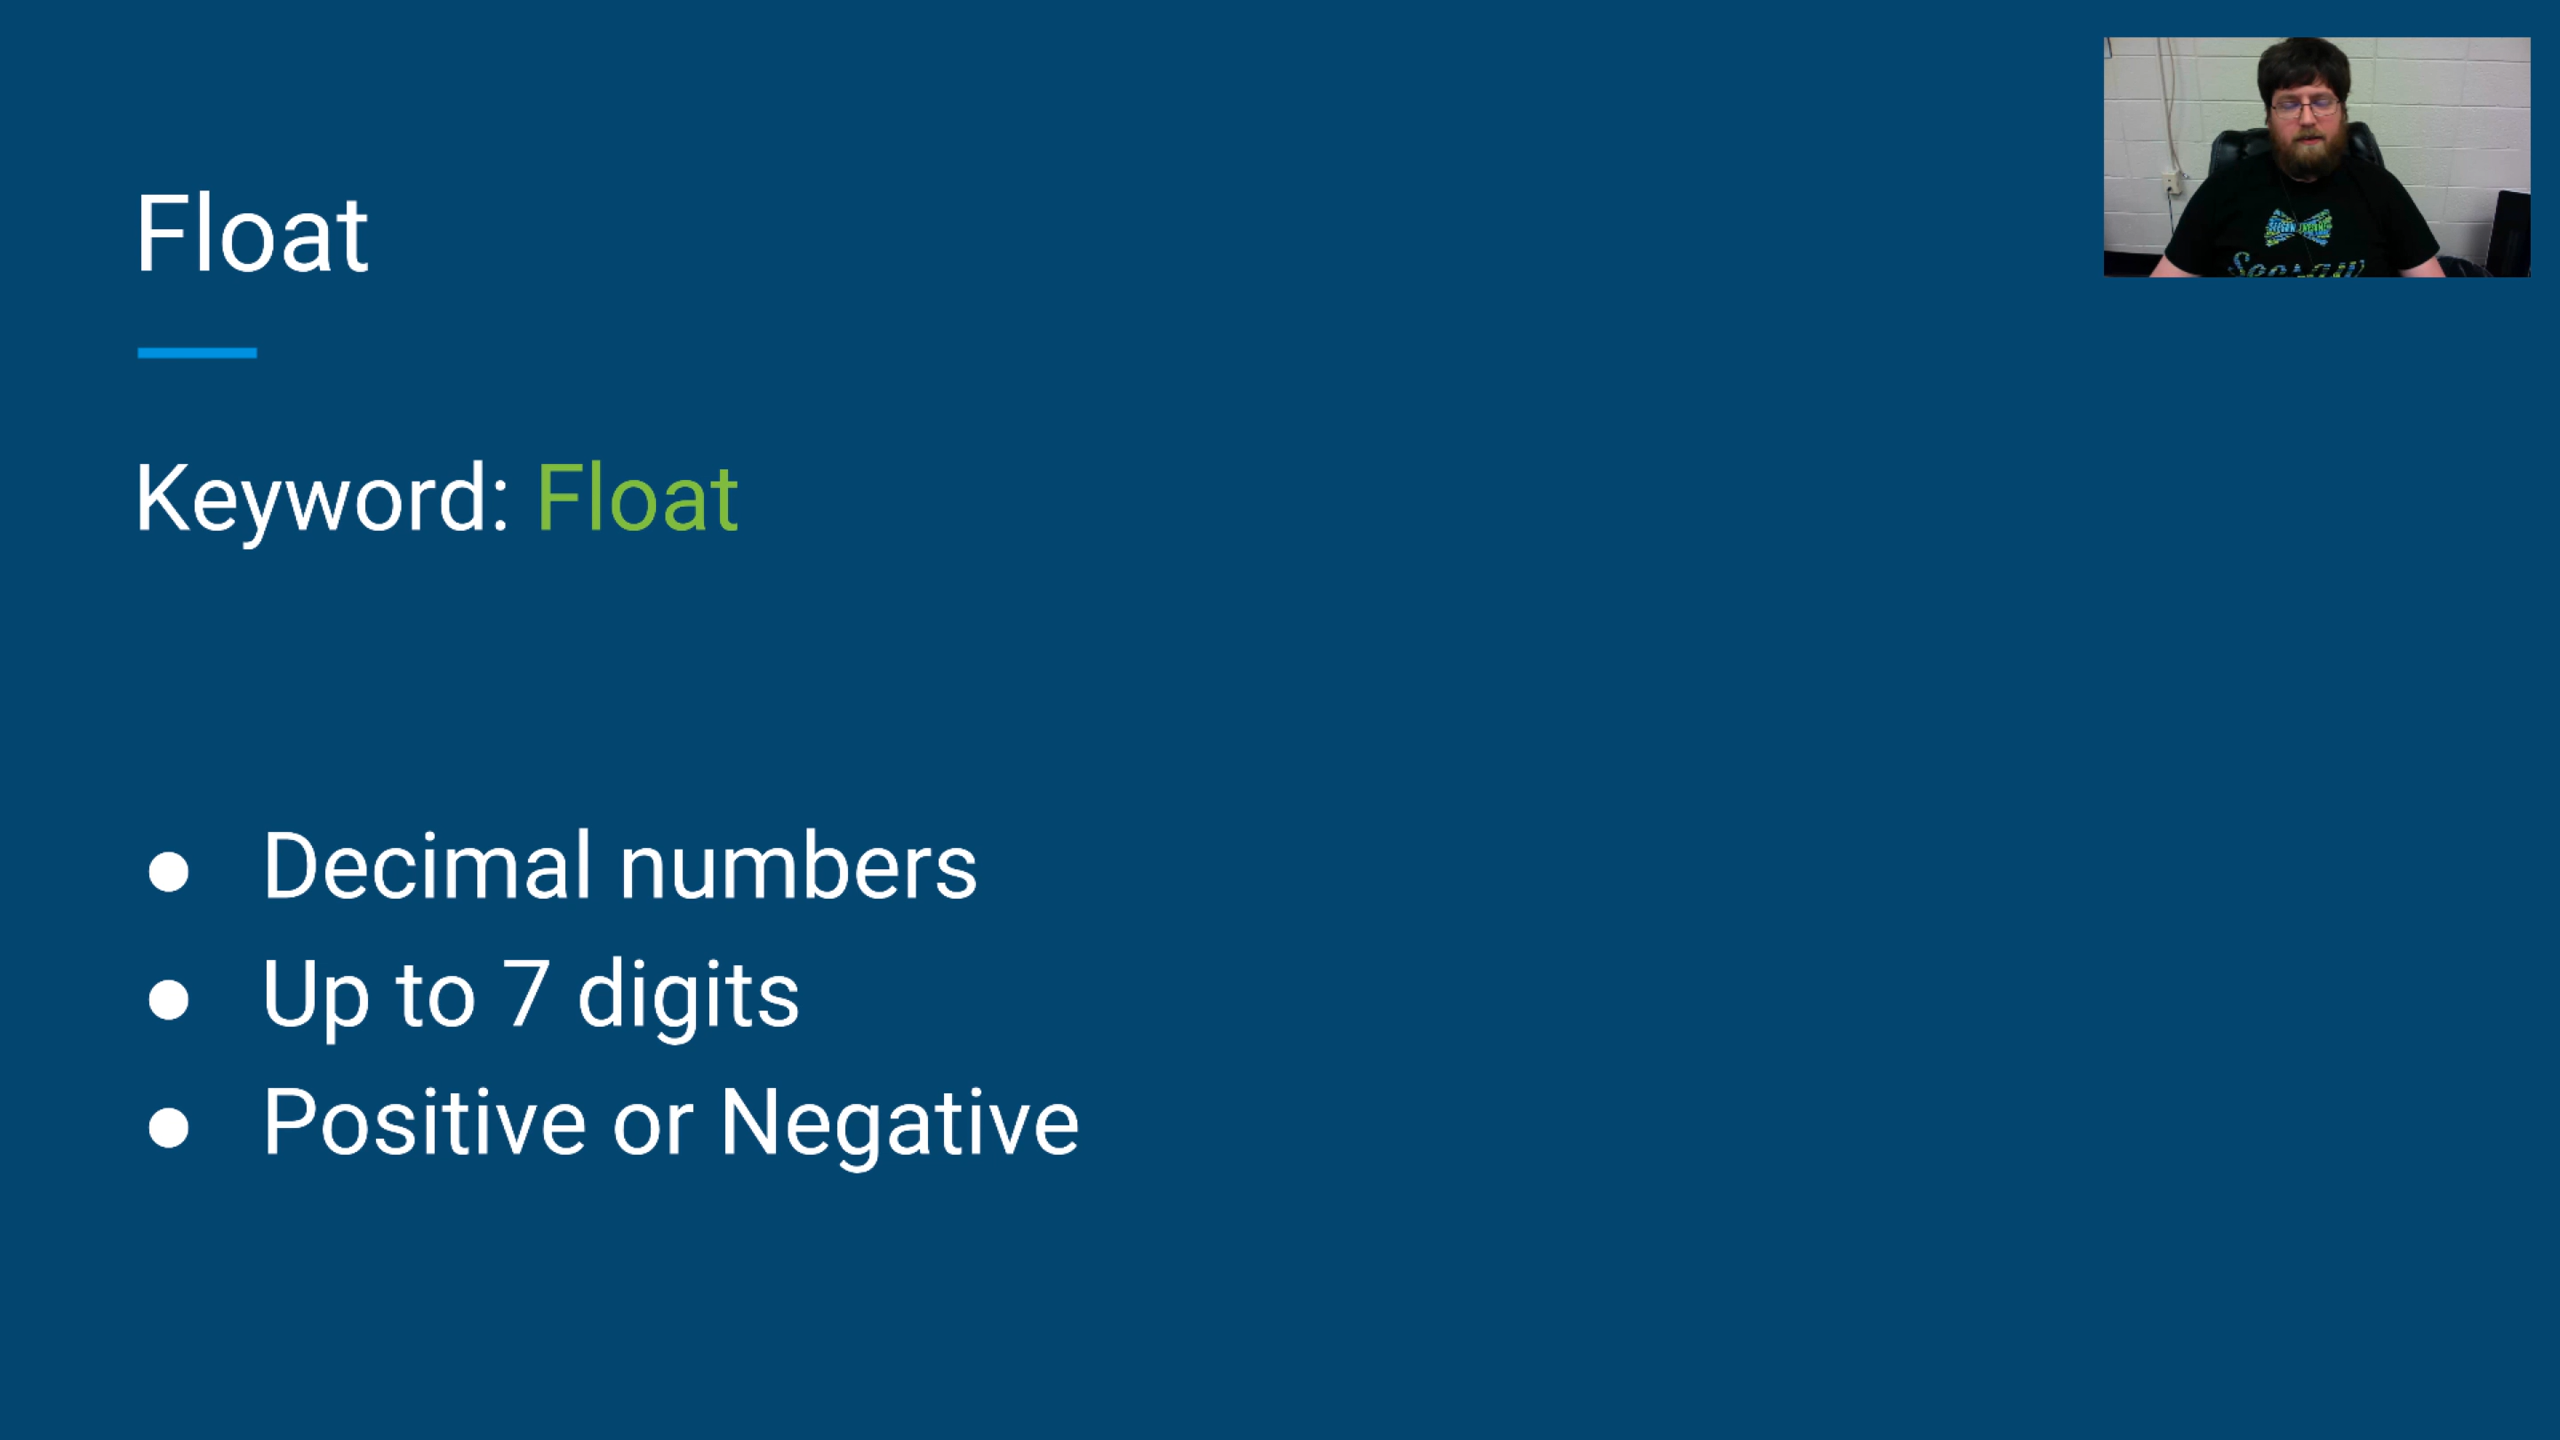 Float
Keyword: Float
● Decimal numbers
● Up to 7 digits
● Positive or Negative